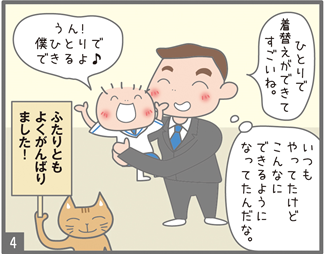 ひとりで
着替えができて
すごいね。
うん！
僕ひとりで
できるよ♪
いつも
やってたけど
こんなに
できるように
なってたんだな。
ふたりとも
よくがんばり
ました！
4